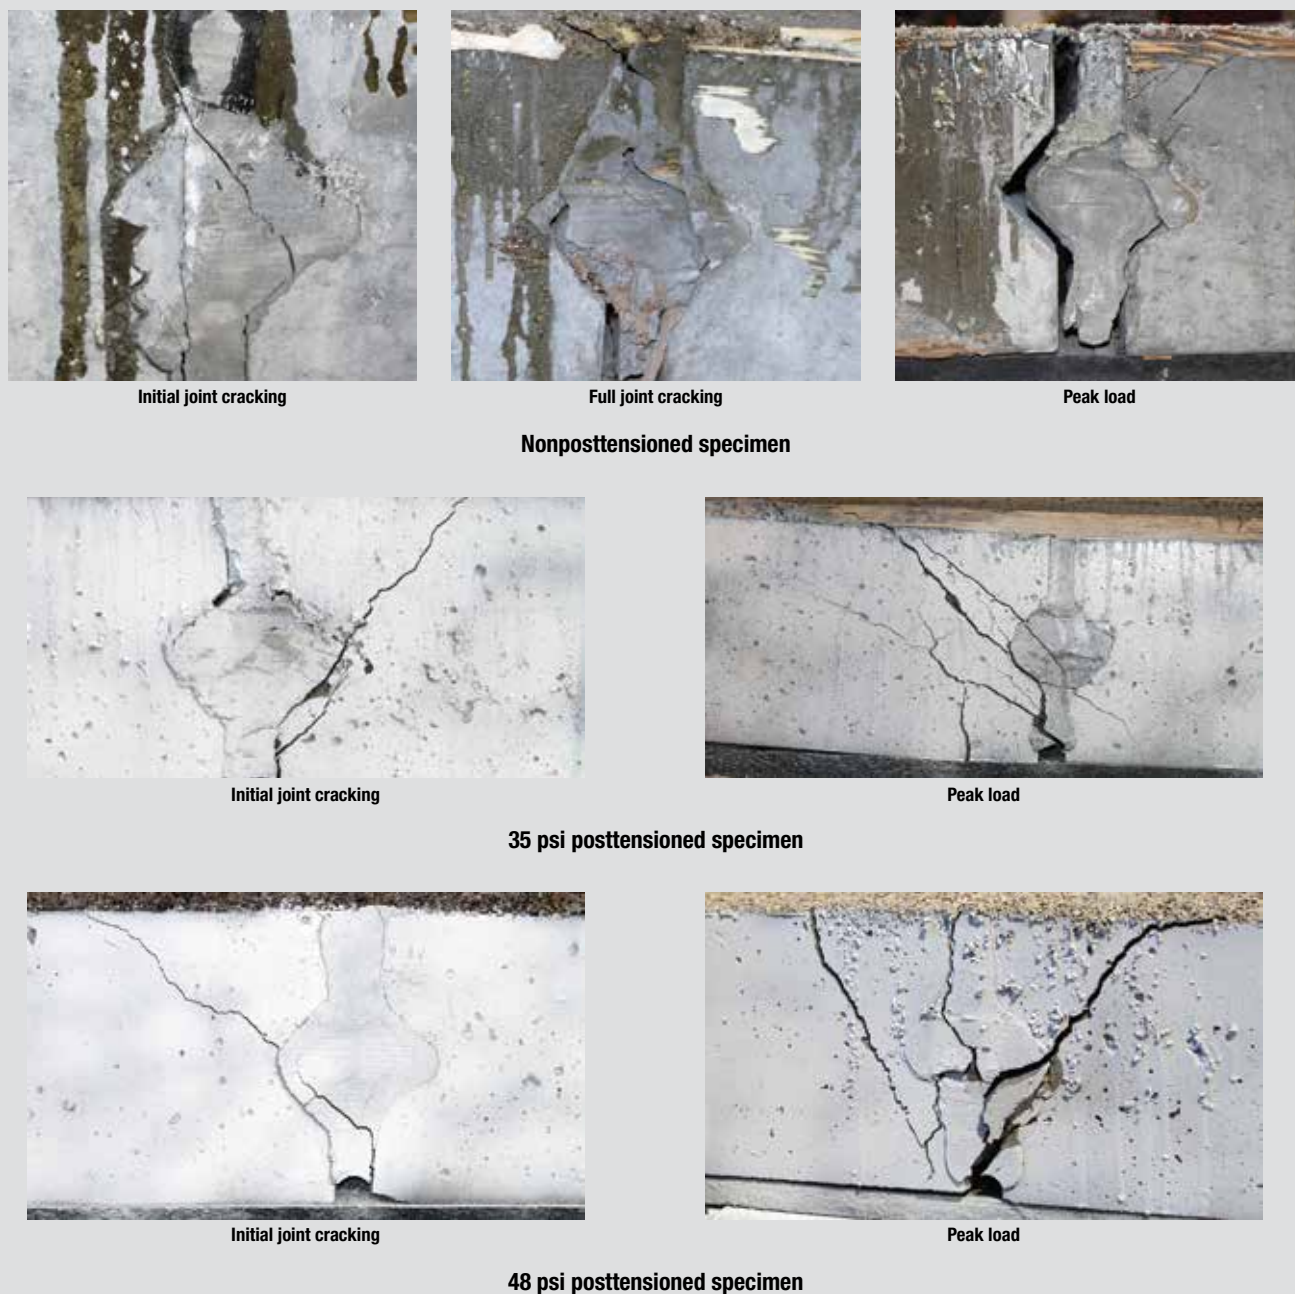 Initial joint cracking
Full joint cracking
Peak load
Nonposttensioned specimen
Initial joint cracking
Peak load
35 psi posttensioned specimen
Initial joint cracking
Peak load
48 psi posttensioned specimen